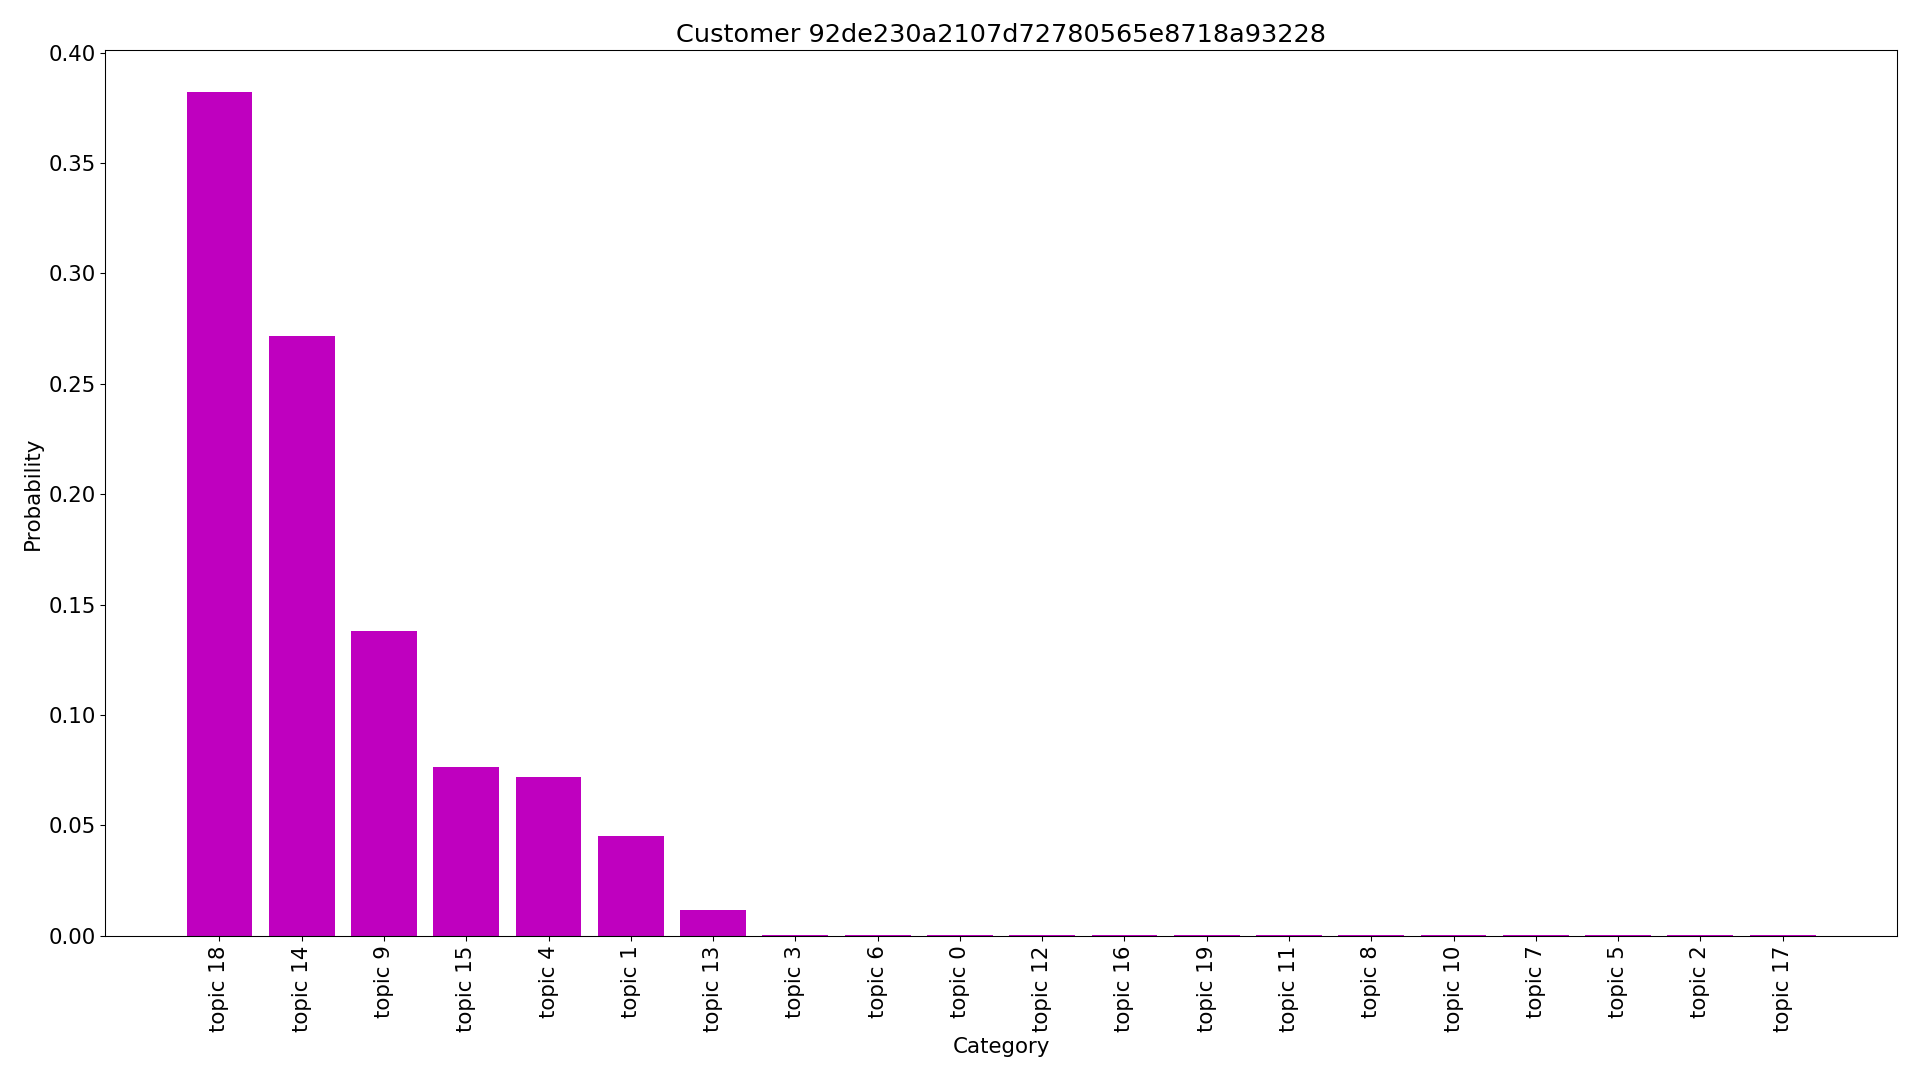 Customer 92de230a2107d72780565e8718a93228
0.40
0.35
0.30
0.25
0.20
0.15
0.10
0.05
0.00
Probability
topic 18
topic 14
topic 9
topic 15
topic 4
topic 1
topic 13
topic 3
topic 6
topic 0
topic 12
topic 16
topic 19
topic 11
topic 8
topic 10
topic 7
topic 5
topic 2
topic 17
Category